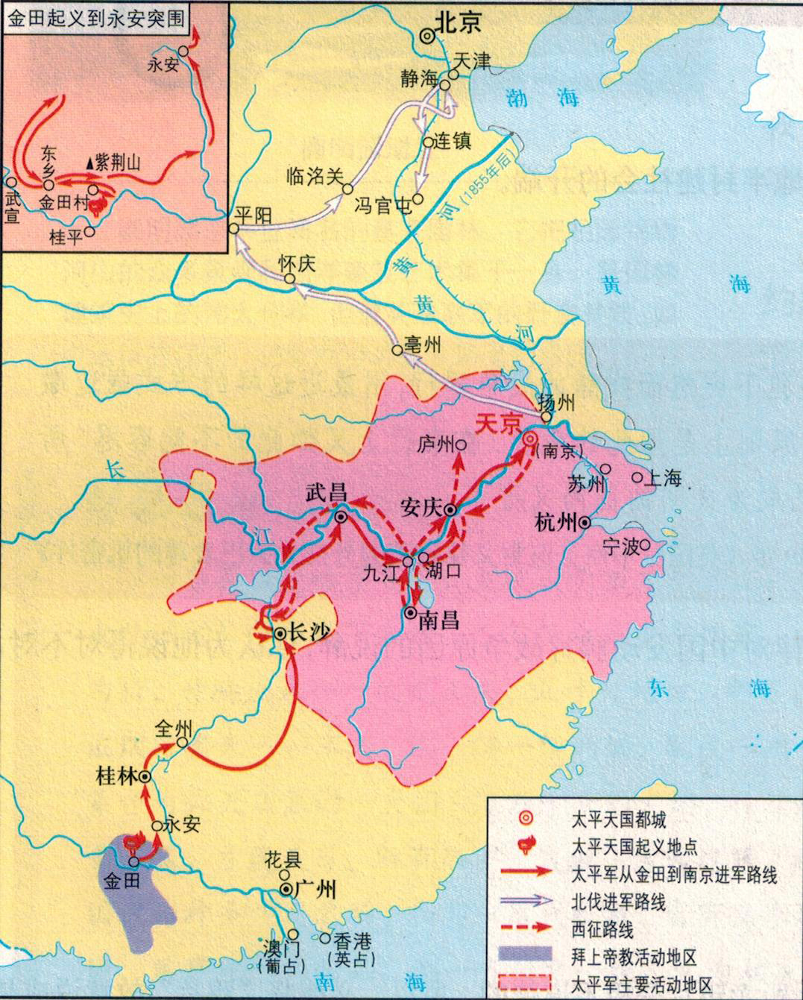 金田起义到永安突围
永安
东乡
▲紫荆山
武宣
金田村
桂平
北京
天津
静海
渤海
连镇
临洺关
冯官屯
河(1855年后)
平阳
怀庆
黄
黄海
黄
河
亳州
扬州
天京
(南京)
庐州
苏州
上海
长
武昌
安庆
杭州
江
宁波
九江
湖口
南昌
长沙
东海
全州
桂林
永安
金田
花县
广州
澳门
(葡占)
香港
(英占)
南海
太平天国都城
太平天国起义地点
太平军从金田到南京进军路线
北伐进军路线
西征路线
拜上帝教活动地区
太平军主要活动地区